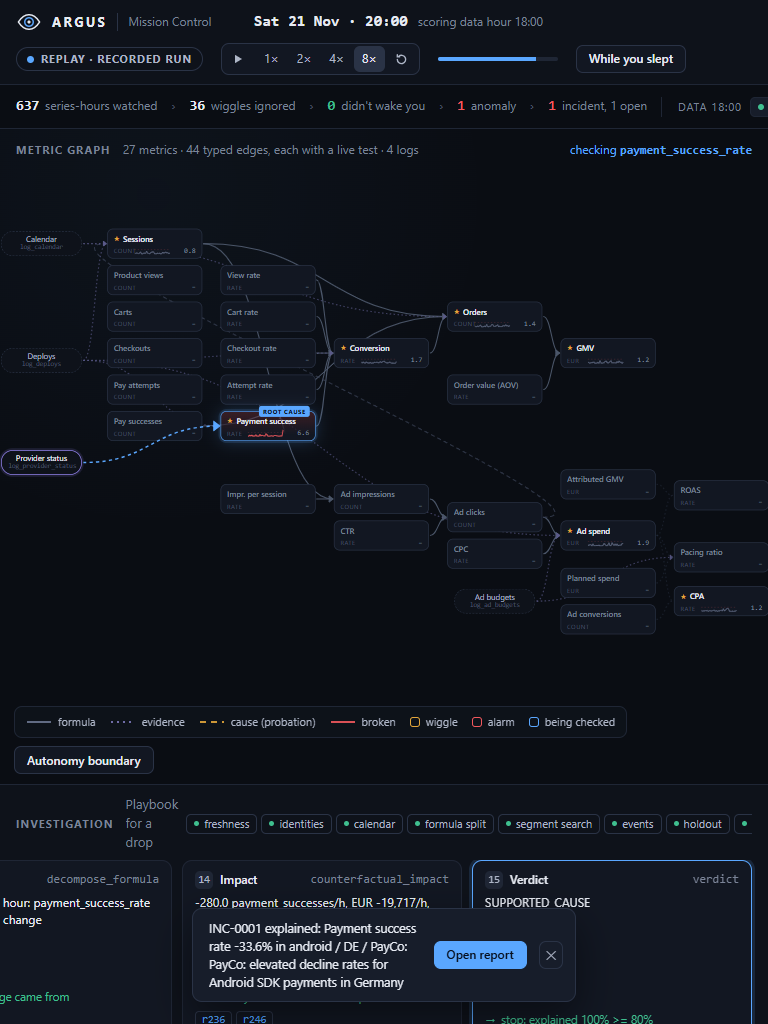 ARGUS Mission Control Sat 21 Nov · 20:00 scoring data hour 18:00
REPLAY · RECORDED RUN 1× 2× 4× 8× While you slept
637 series-hours watched › 36 wiggles ignored › 0 didn't wake you › 1 anomaly › 1 incident, 1 open DATA 18:00
METRIC GRAPH 27 metrics · 44 typed edges, each with a live test · 4 logs checking payment_success_rate
Calendar
log_calendar
★ Sessions
COUNT 0.8
Product views
COUNT –
View rate
RATE –
Carts
COUNT –
Cart rate
RATE –
★ Orders
COUNT 1.4
Deploys
log_deploys
Checkouts
COUNT –
Checkout rate
RATE –
★ Conversion
RATE 1.7
★ GMV
EUR 1.2
Pay attempts
COUNT –
Attempt rate
RATE –
Order value (AOV)
RATE –
Pay successes
COUNT –
ROOT CAUSE
★ Payment success
RATE 6.6
Provider status
log_provider_status
Impr. per session
RATE –
Ad impressions
COUNT –
Attributed GMV
EUR –
ROAS
RATE –
CTR
RATE –
Ad clicks
COUNT –
★ Ad spend
EUR 1.9
CPC
RATE –
Pacing ratio
RATE –
Planned spend
EUR –
Ad budgets
log_ad_budgets
★ CPA
RATE 1.2
Ad conversions
COUNT –
formula evidence cause (probation) broken wiggle alarm being checked
Autonomy boundary
INVESTIGATION Playbook for a drop freshness identities calendar formula split segment search events holdout
decompose_formula
hour: payment_success_rate
change
ge came from
14 Impact counterfactual_impact
-280.0 payment_successes/h, EUR -19,717/h,
r236 r246
15 Verdict verdict
SUPPORTED_CAUSE
→ stop: explained 100% >= 80%
INC-0001 explained: Payment success
rate -33.6% in android / DE / PayCo:
PayCo: elevated decline rates for
Android SDK payments in Germany
Open report